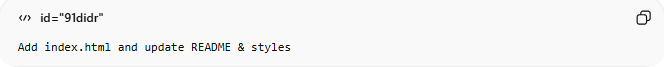 </> id="91didr"
Add index.html and update README & styles